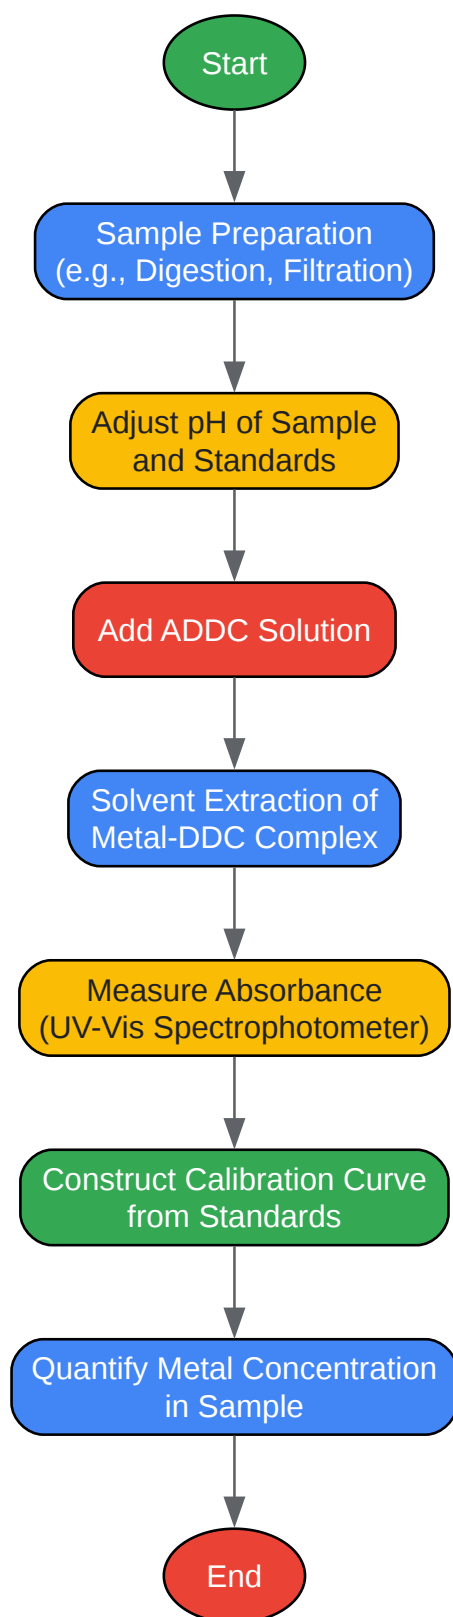 Start
Sample Preparation
(e.g., Digestion, Filtration)
Adjust pH of Sample
and Standards
Add ADDC Solution
Solvent Extraction of
Metal-DDC Complex
Measure Absorbance
(UV-Vis Spectrophotometer)
Construct Calibration Curve
from Standards
Quantify Metal Concentration
in Sample
End